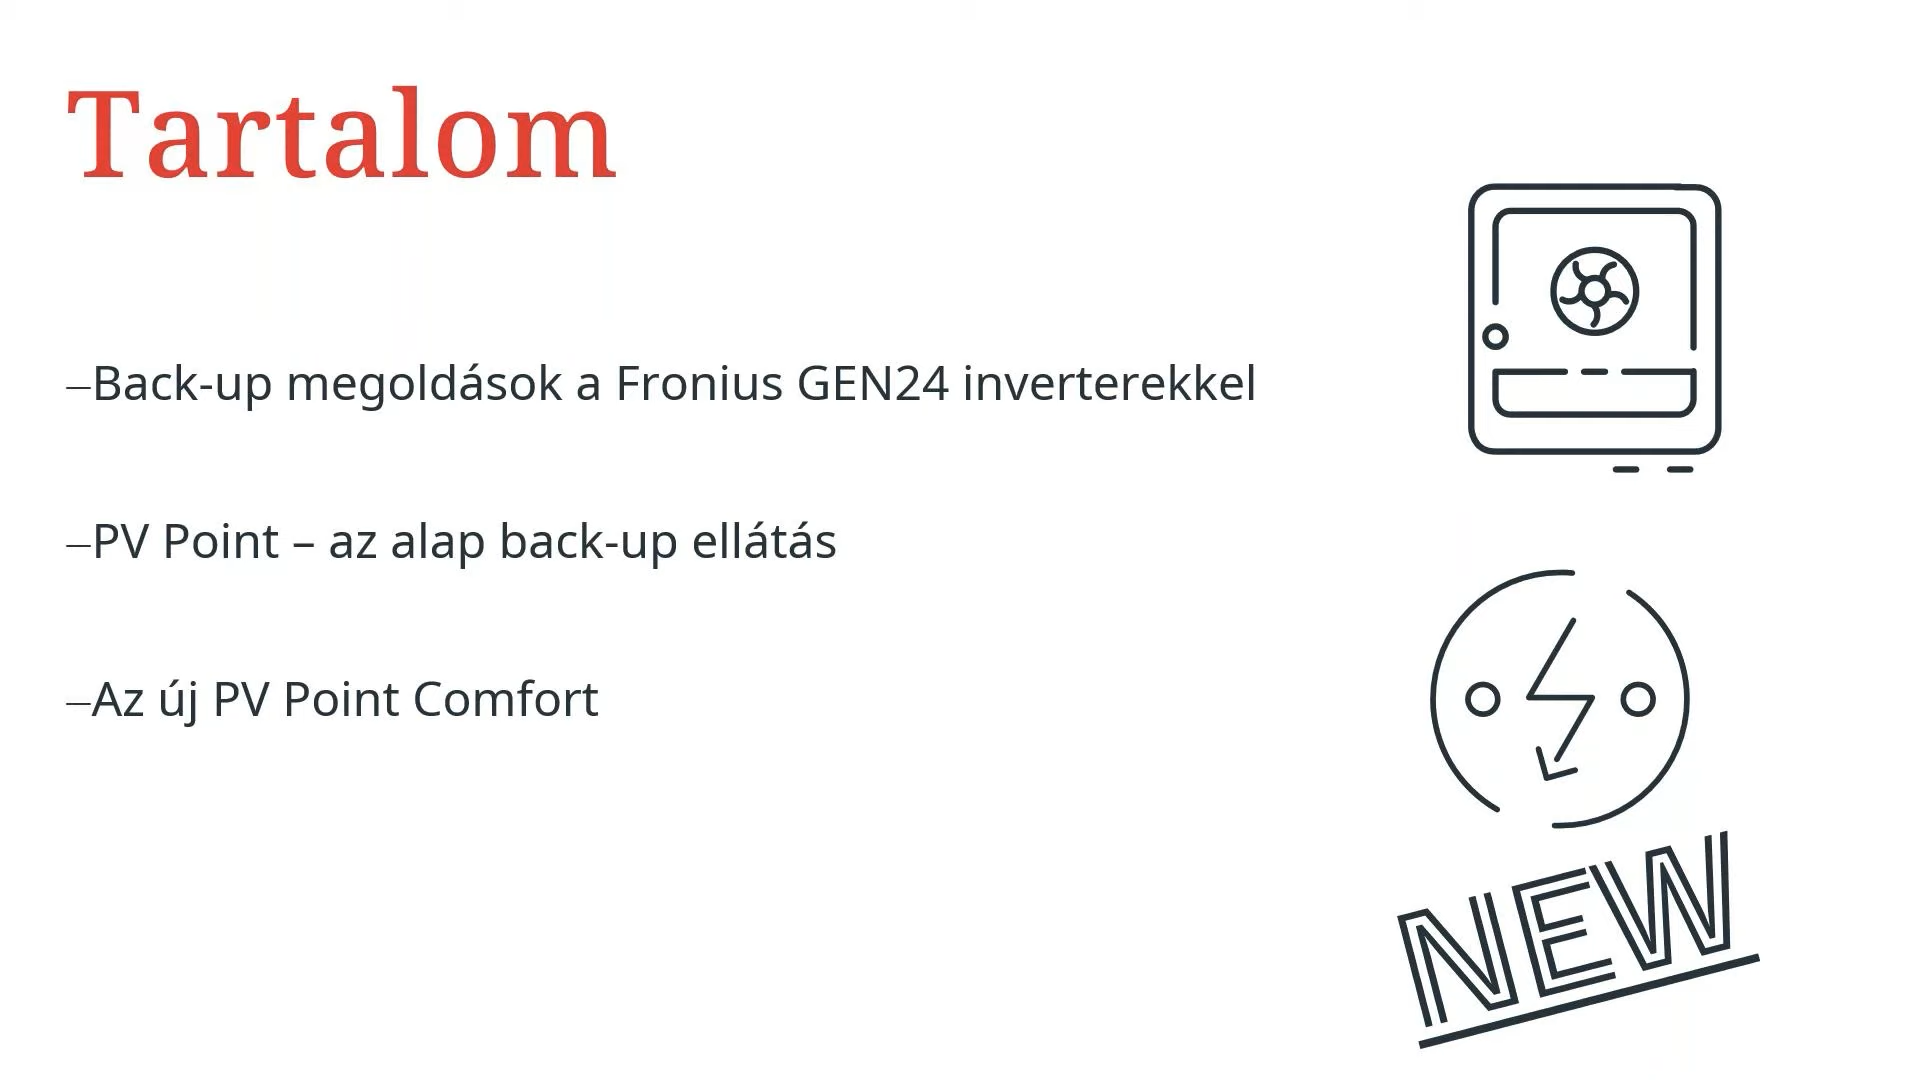 Tartalom
–Back-up megoldások a Fronius GEN24 inverterekkel
–PV Point – az alap back-up ellátás
–Az új PV Point Comfort
NEW